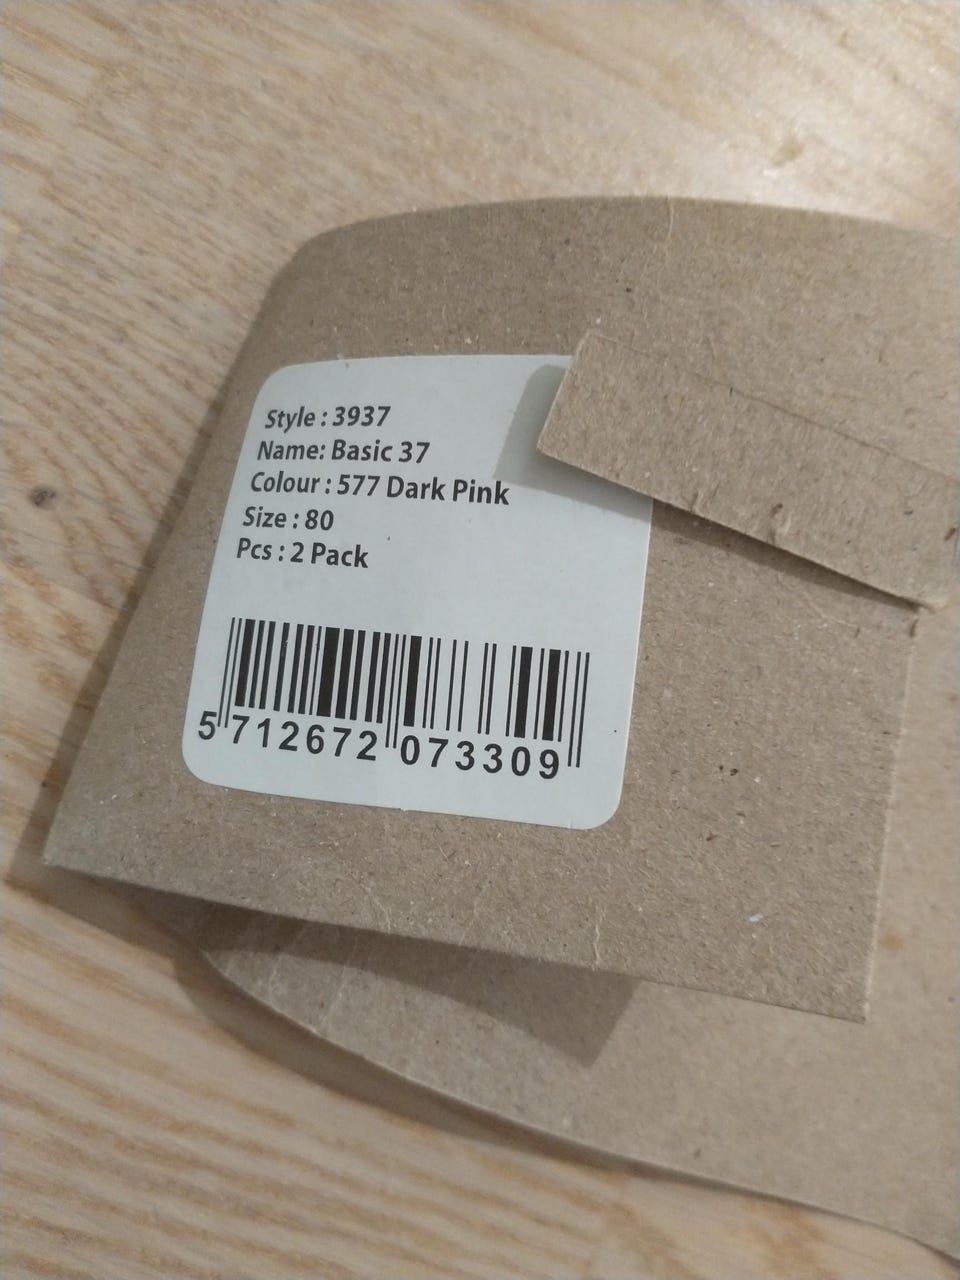 Style : 3937
Name: Basic 37
Colour : 577 Dark Pink
Size : 80
Pcs : 2 Pack
5 712672 073309